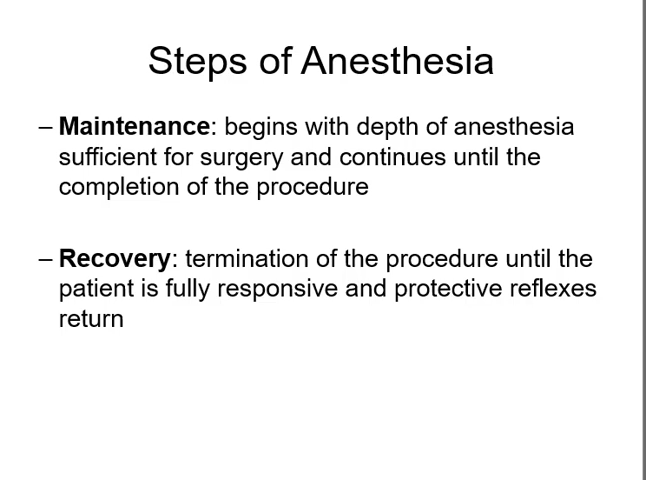 Steps of Anesthesia
– Maintenance: begins with depth of anesthesia
sufficient for surgery and continues until the
completion of the procedure
– Recovery: termination of the procedure until the
patient is fully responsive and protective reflexes
return